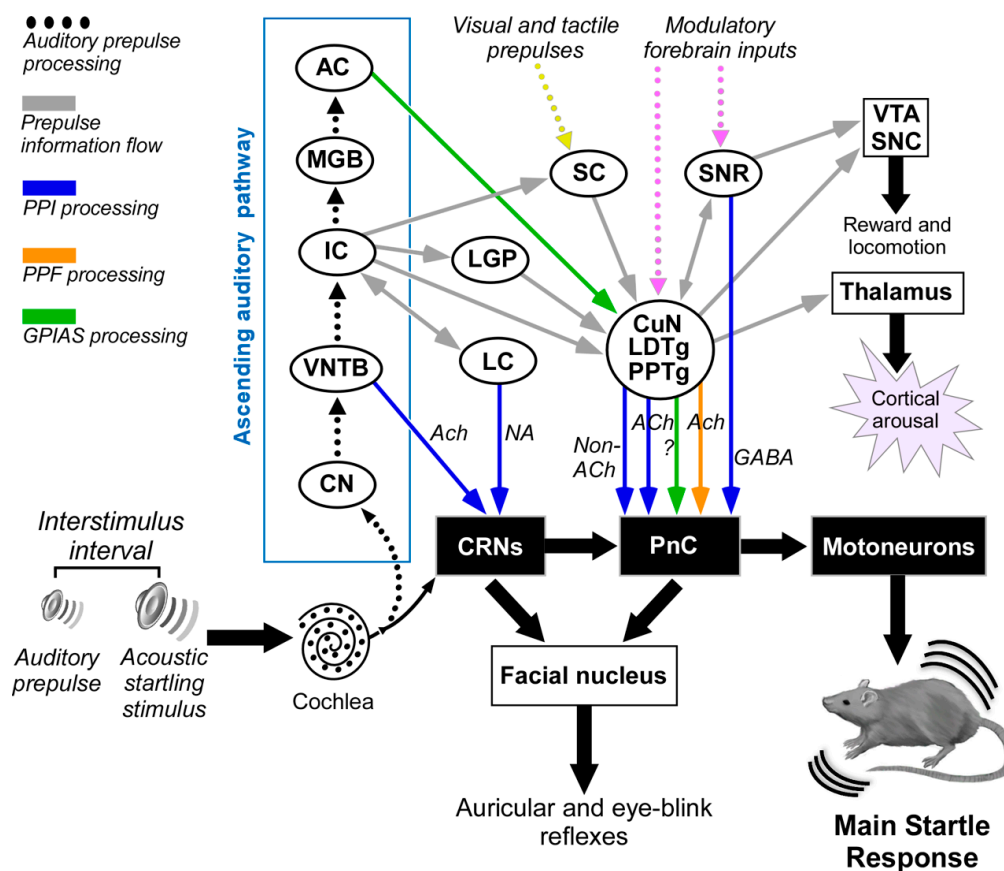 Auditory prepulse
processing
Prepulse
information flow
PPI processing
PPF processing
GPIAS processing
Ascending auditory pathway
AC
MGB
IC
VNTB
CN
Visual and tactile
prepulses
Modulatory
forebrain inputs
SC
SNR
LGP
LC
CuN
LDTg
PPTg
VTA
SNC
Reward and
locomotion
Thalamus
Cortical
arousal
Ach
NA
Non-
ACh
ACh
?
Ach
GABA
Interstimulus
interval
Auditory
prepulse
Acoustic
startling
stimulus
Cochlea
CRNs
PnC
Motoneurons
Facial nucleus
Auricular and eye-blink
reflexes
Main Startle
Response